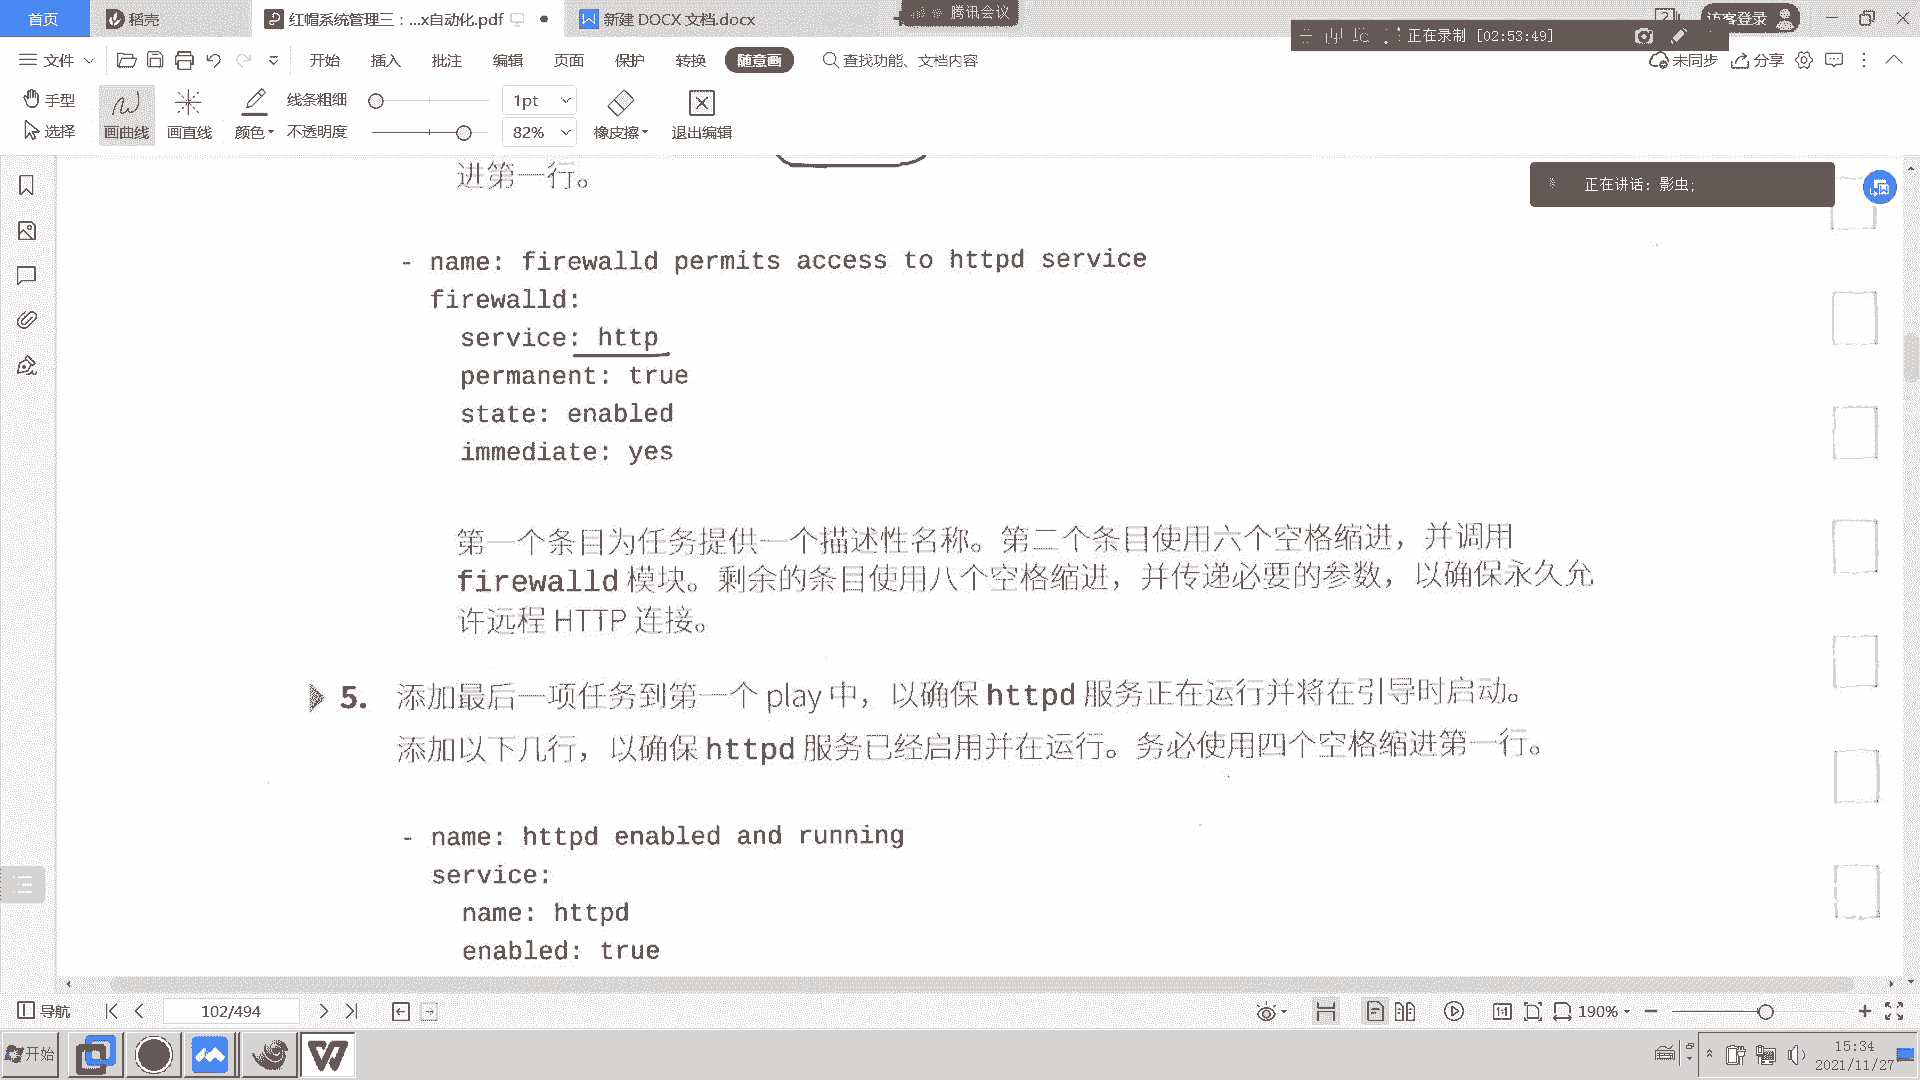 首页
稻壳
红帽系统管理三：...x自动化.pdf
新建 DOCX 文档.docx
腾讯会议
访客登录
正在录制 [02:53:49]
文件
开始
插入
批注
编辑
页面
保护
转换
随意画
查找功能、文档内容
未同步
分享
手型
选择
画曲线
画直线
颜色
线条粗细
不透明度
1pt
82%
橡皮擦
退出编辑
正在讲话：影虫;
进第一行。
- name: firewalld permits access to httpd service
firewalld:
service: http
permanent: true
state: enabled
immediate: yes
第一个条目为任务提供一个描述性名称。第二个条目使用六个空格缩进，并调用
firewalld 模块。剩余的条目使用八个空格缩进，并传递必要的参数，以确保永久允
许远程 HTTP 连接。
5. 添加最后一项任务到第一个 play 中，以确保 httpd 服务正在运行并将在引导时启动。
添加以下几行，以确保 httpd 服务已经启用并在运行。务必使用四个空格缩进第一行。
- name: httpd enabled and running
service:
name: httpd
enabled: true
导航
102/494
1:1
190%
开始
15:34
2021/11/27